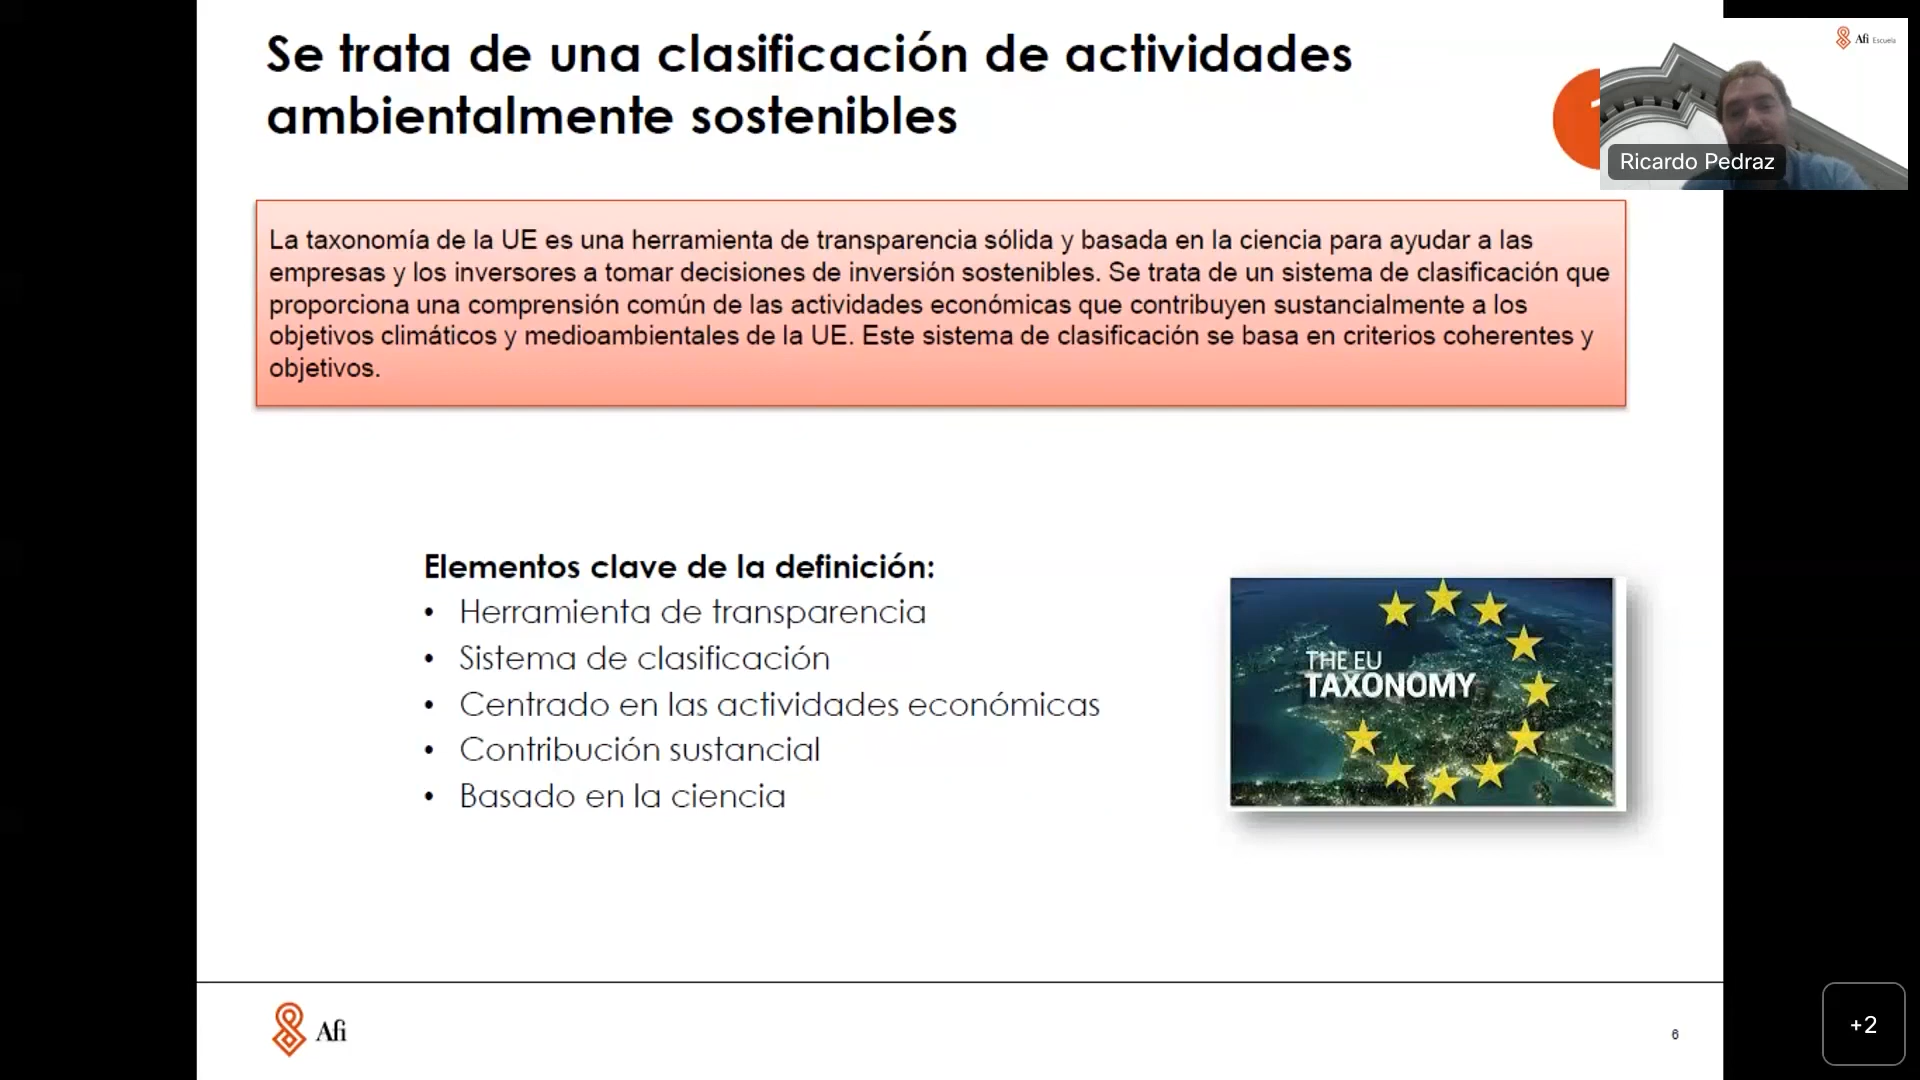 Se trata de una clasificación de actividades
ambientalmente sostenibles
Afi Escuela
Ricardo Pedraz
La taxonomía de la UE es una herramienta de transparencia sólida y basada en la ciencia para ayudar a las
empresas y los inversores a tomar decisiones de inversión sostenibles. Se trata de un sistema de clasificación que
proporciona una comprensión común de las actividades económicas que contribuyen sustancialmente a los
objetivos climáticos y medioambientales de la UE. Este sistema de clasificación se basa en criterios coherentes y
objetivos.
Elementos clave de la definición:
• Herramienta de transparencia
• Sistema de clasificación
• Centrado en las actividades económicas
• Contribución sustancial
• Basado en la ciencia
THE EU
TAXONOMY
Afi
6
+2